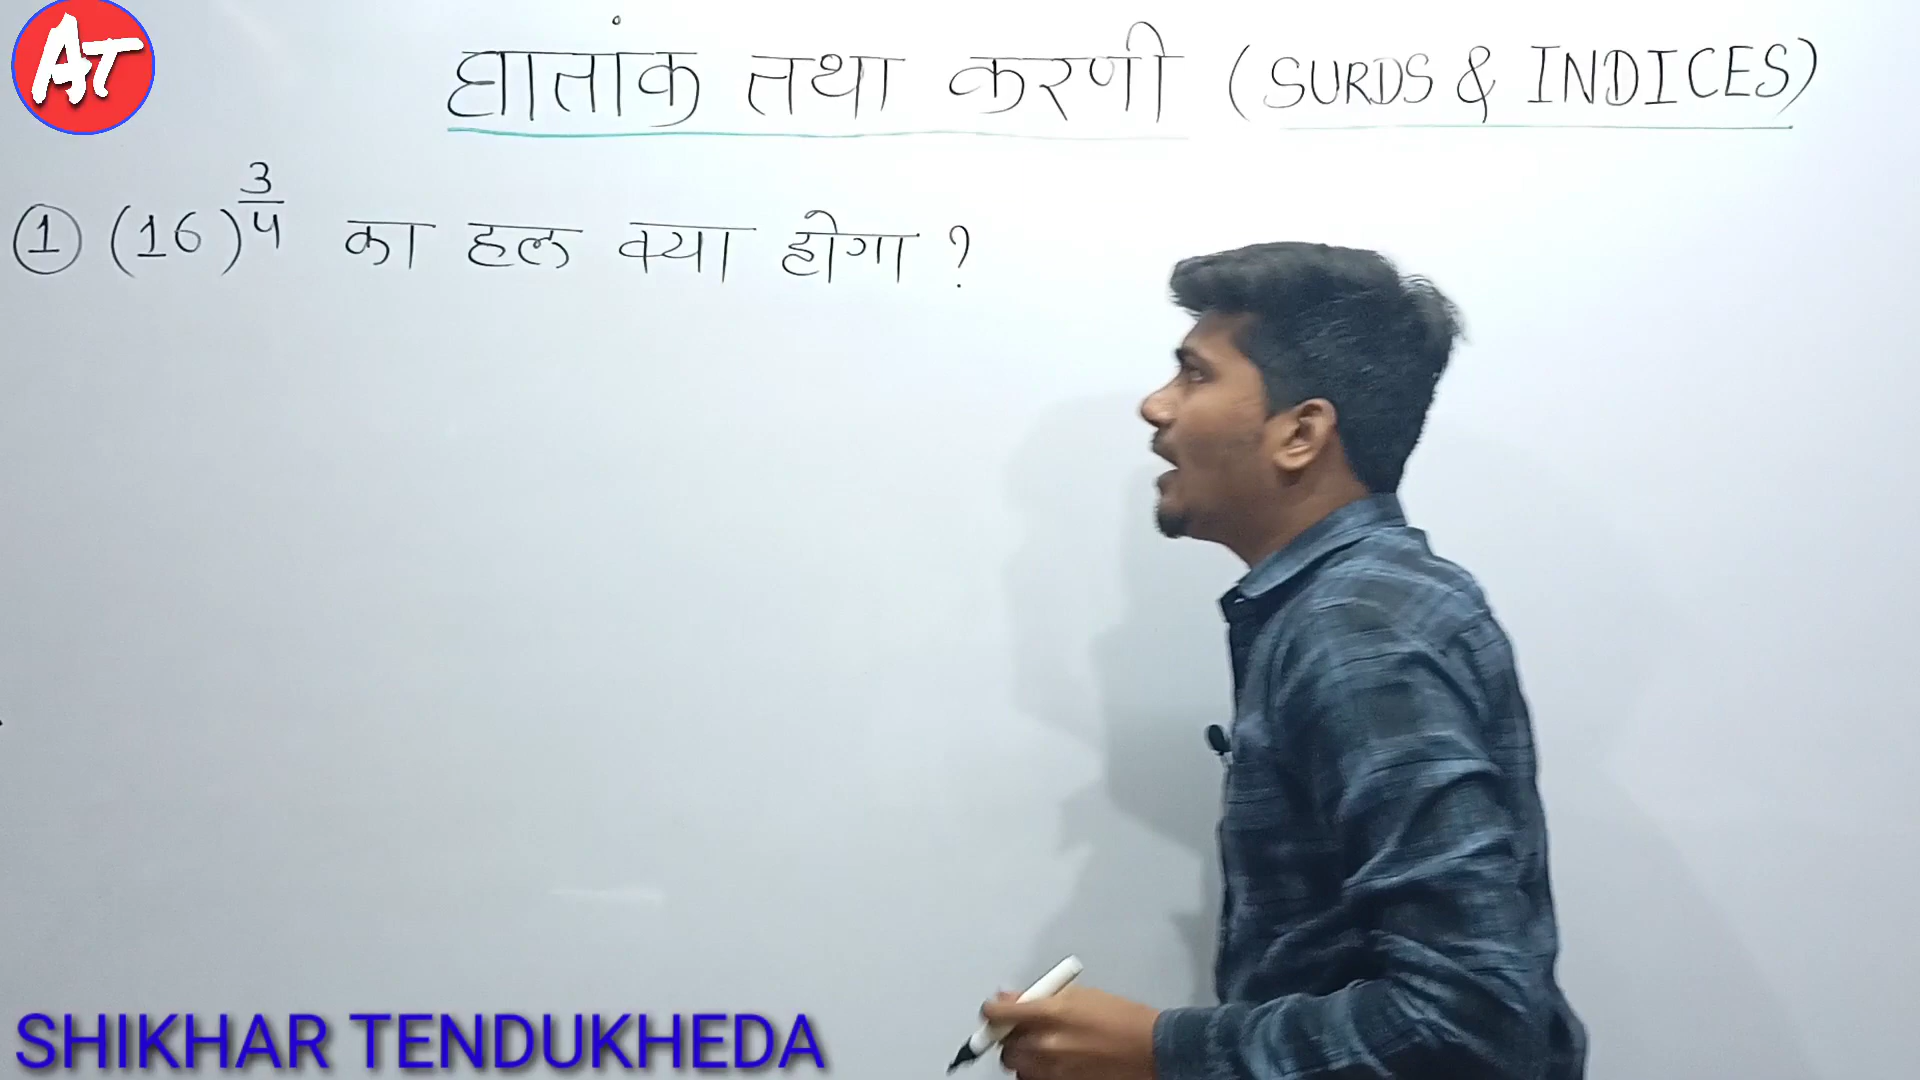 AT
घातांक तथा करणी (SURDS & INDICES)
① (16)^3/4 का हल क्या होगा ?
SHIKHAR TENDUKHEDA